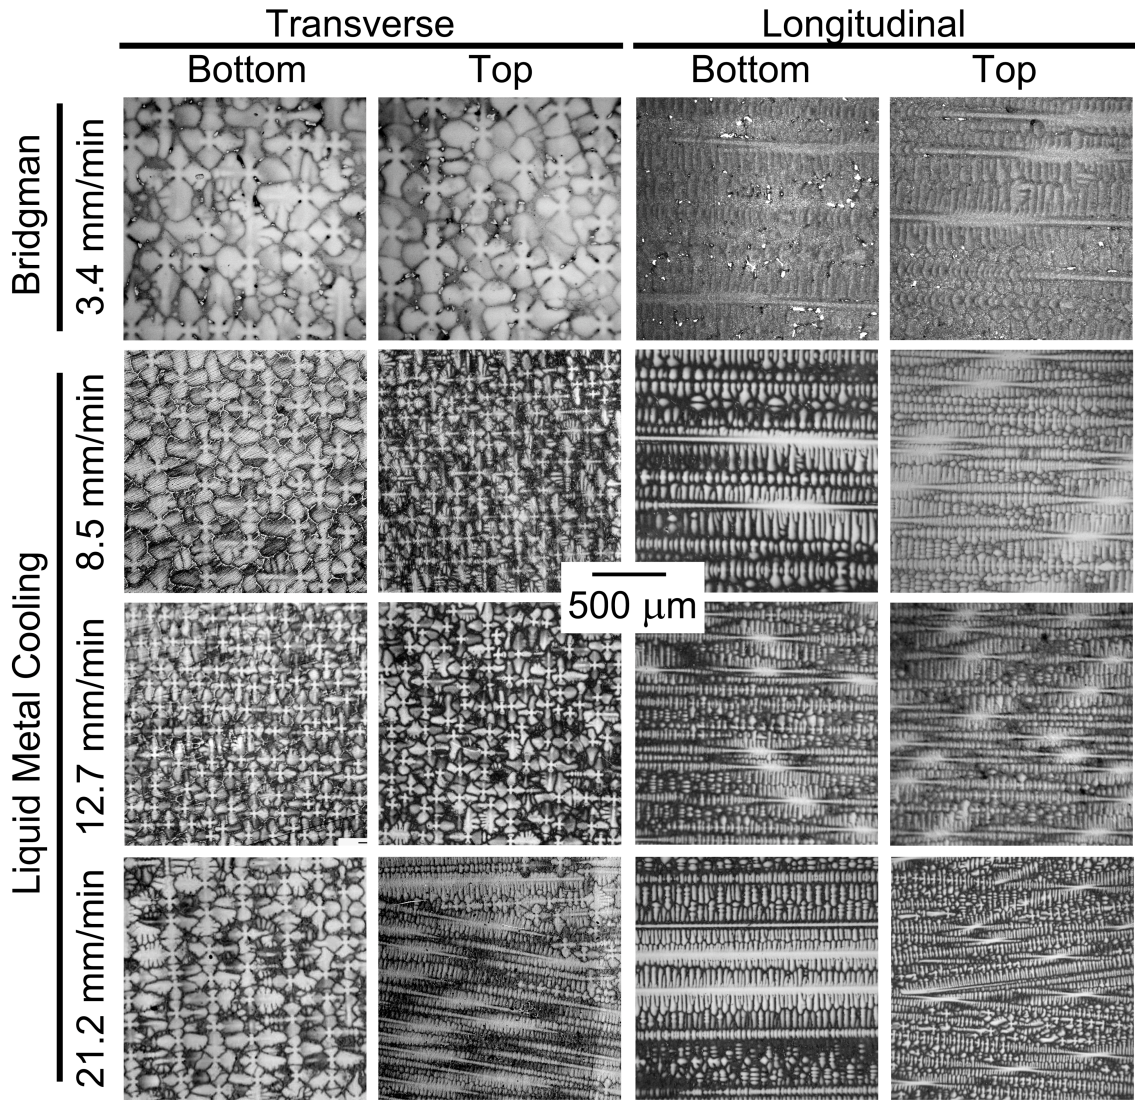 Transverse
Longitudinal
Bottom
Top
Bottom
Top
Bridgman
3.4 mm/min
Liquid Metal Cooling
8.5 mm/min
500 μm
12.7 mm/min
21.2 mm/min